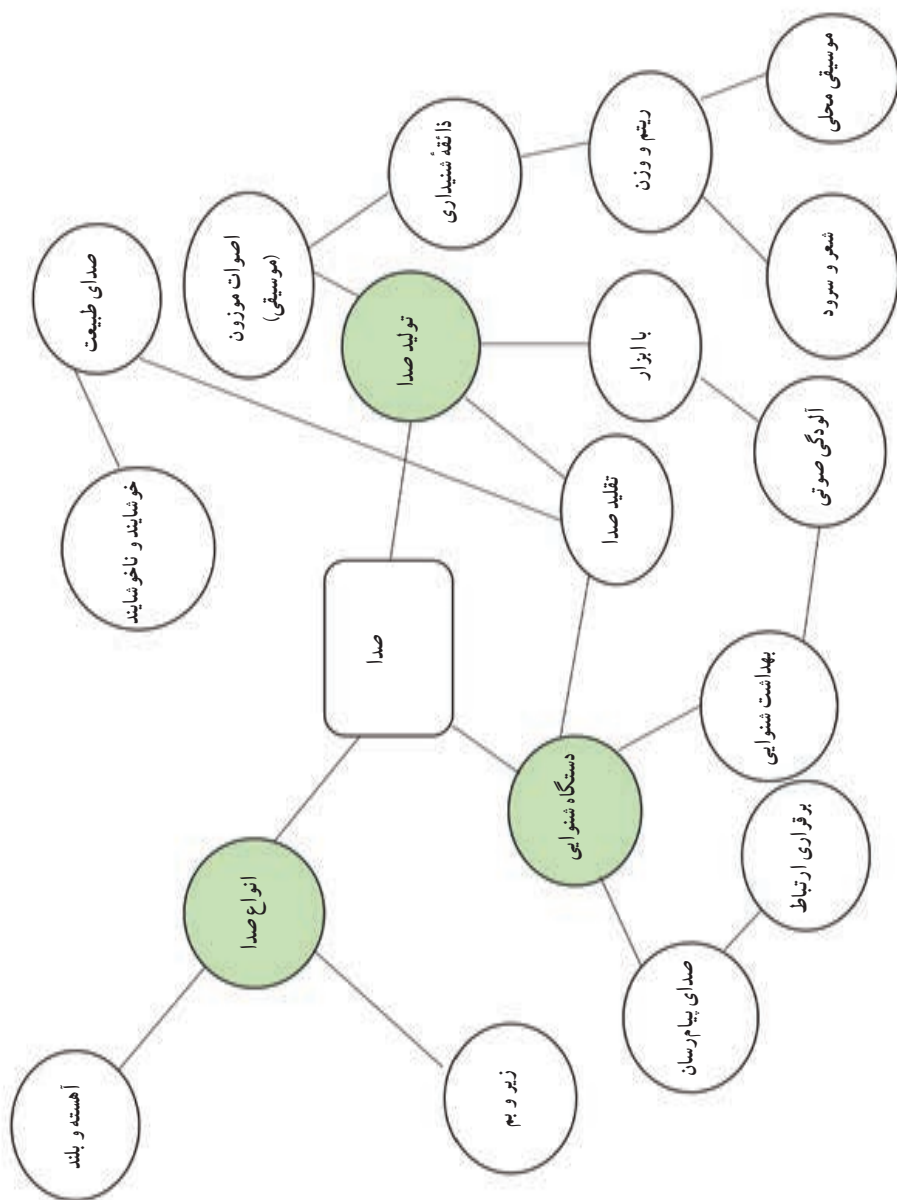 صدا
تولید صدا
اصوات موزون
(موسیقی)
ذائقهٔ شنیداری
ریتم و وزن
موسیقی محلی
شعر و سرود
با ابزار
آلودگی صوتی
تقلید صدا
صدای طبیعت
خوشایند و ناخوشایند
دستگاه شنوایی
بهداشت شنوایی
صدای پیام‌رسان
برقراری ارتباط
انواع صدا
آهسته و بلند
زیر و بم